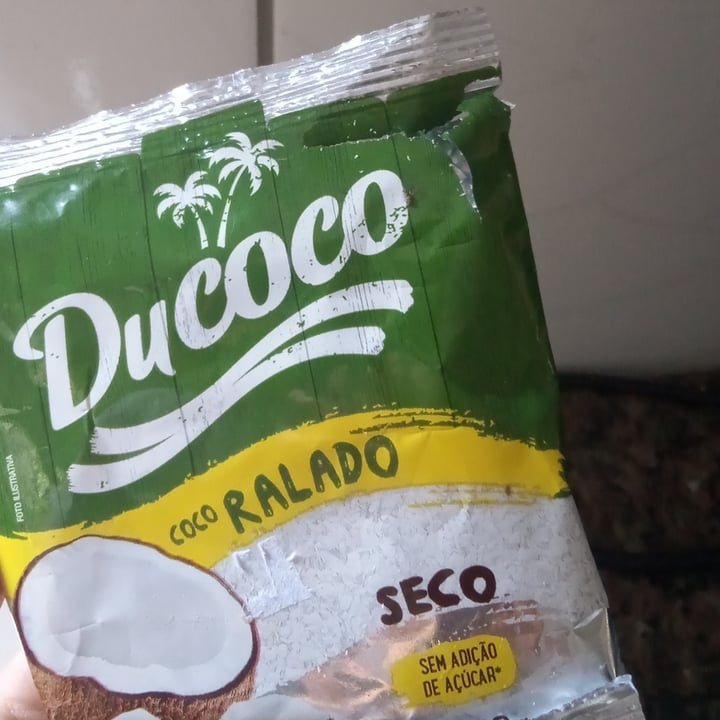 Ducoco
COCO RALADO
SECO
SEM ADIÇÃO
DE AÇÚCAR*
FOTO ILUSTRATIVA